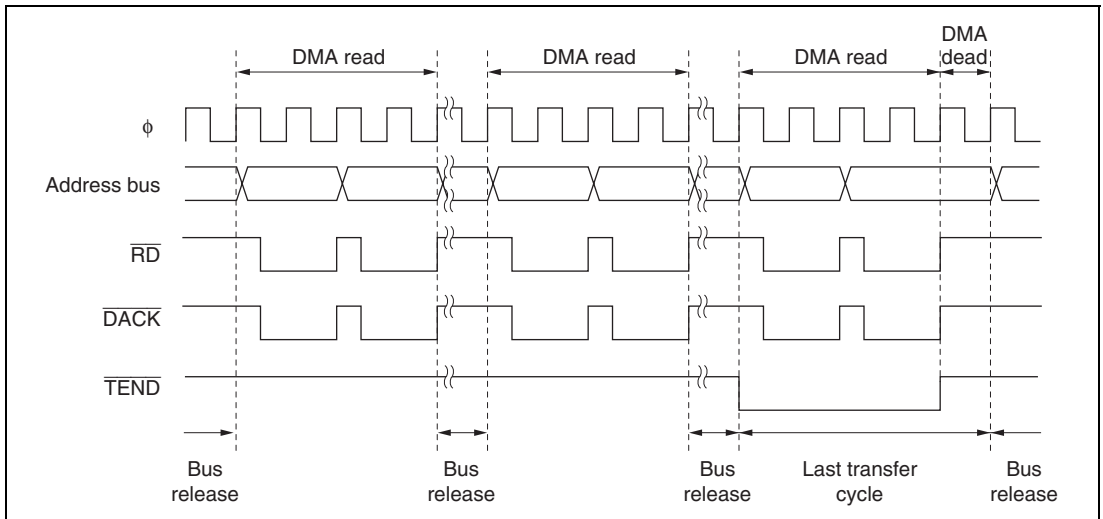 DMA read
DMA read
DMA read
DMA
dead
ϕ
Address bus
RD
DACK
TEND
Bus
release
Bus
release
Bus
release
Last transfer
cycle
Bus
release